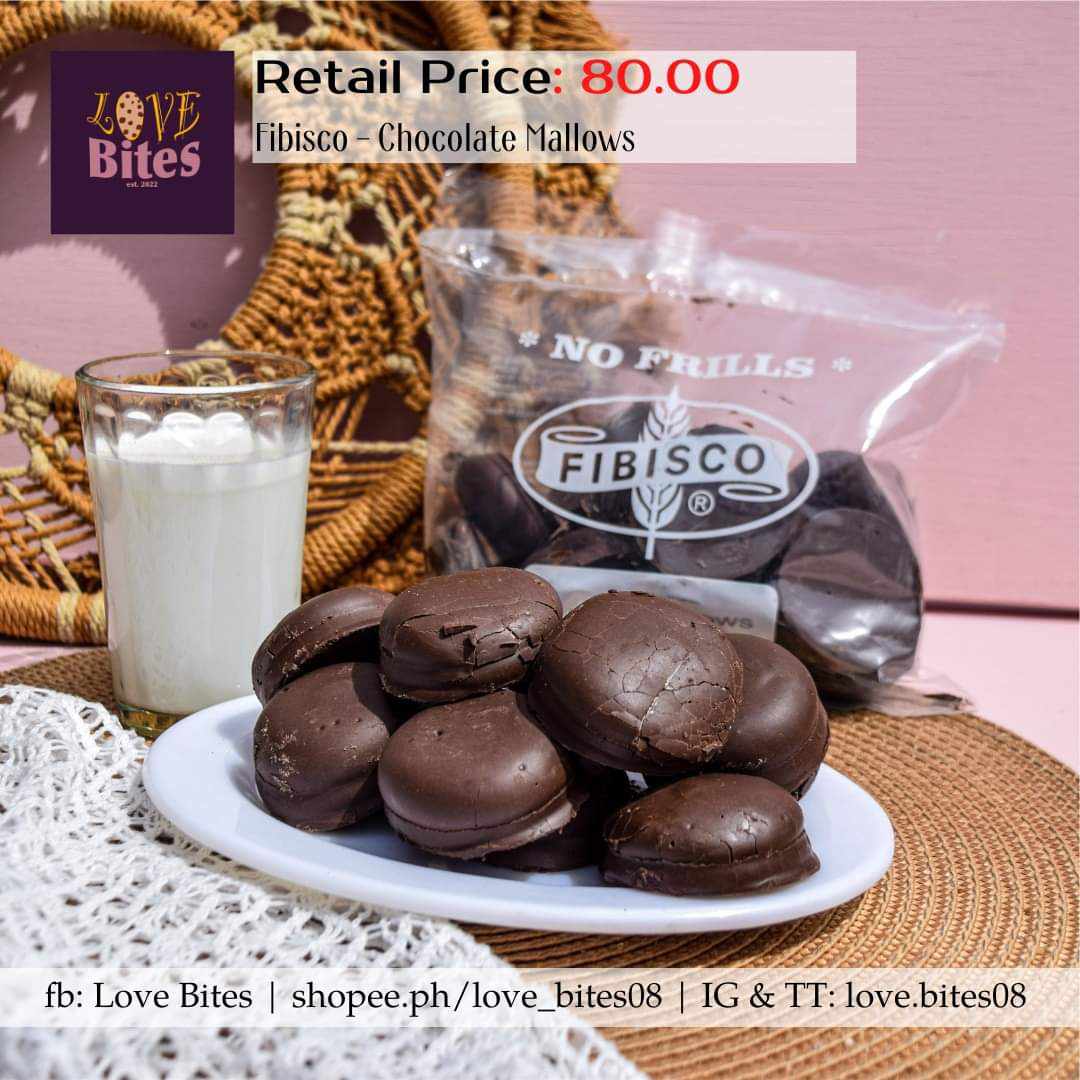 LOVE
Bites
est. 2022
Retail Price: 80.00
Fibisco - Chocolate Mallows
* NO FRILLS *
FIBISCO
®
fb: Love Bites | shopee.ph/love_bites08 | IG & TT: love.bites08